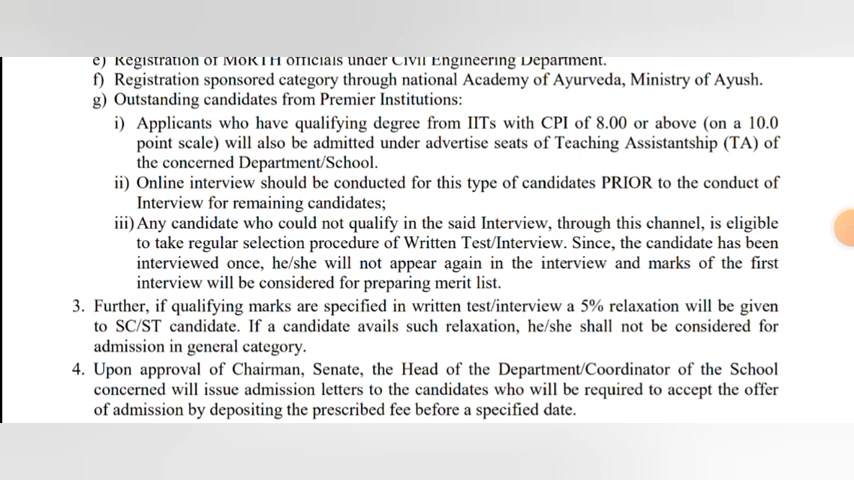 e) Registration of MoRTH officials under Civil Engineering Department.
f) Registration sponsored category through national Academy of Ayurveda, Ministry of Ayush.
g) Outstanding candidates from Premier Institutions:
i) Applicants who have qualifying degree from IITs with CPI of 8.00 or above (on a 10.0
point scale) will also be admitted under advertise seats of Teaching Assistantship (TA) of
the concerned Department/School.
ii) Online interview should be conducted for this type of candidates PRIOR to the conduct of
Interview for remaining candidates;
iii) Any candidate who could not qualify in the said Interview, through this channel, is eligible
to take regular selection procedure of Written Test/Interview. Since, the candidate has been
interviewed once, he/she will not appear again in the interview and marks of the first
interview will be considered for preparing merit list.
3. Further, if qualifying marks are specified in written test/interview a 5% relaxation will be given
to SC/ST candidate. If a candidate avails such relaxation, he/she shall not be considered for
admission in general category.
4. Upon approval of Chairman, Senate, the Head of the Department/Coordinator of the School
concerned will issue admission letters to the candidates who will be required to accept the offer
of admission by depositing the prescribed fee before a specified date.